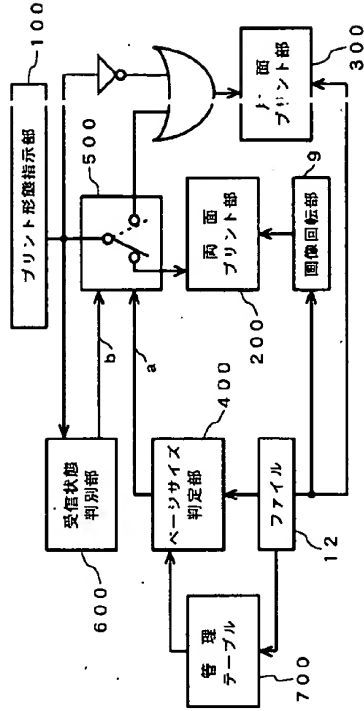 プリント形態指示部
100
受信状態
判別部
600
b
500
a
ページサイズ
判定部
400
両面
プリント部
200
面
プリント部
300
管理
テーブル
700
ファイル
12
画像回転部
9